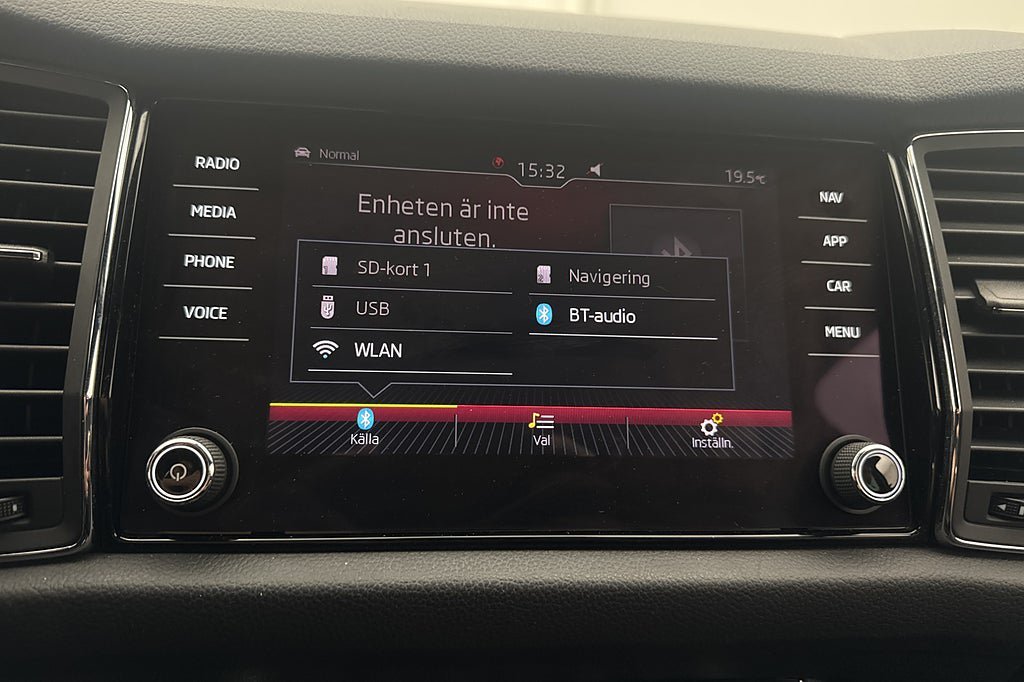 RADIO
MEDIA
PHONE
VOICE
Normal
15:32
19.5°C
Enheten är inte
ansluten.
SD-kort 1
Navigering
USB
BT-audio
WLAN
Källa
Val
Inställn.
NAV
APP
CAR
MENU